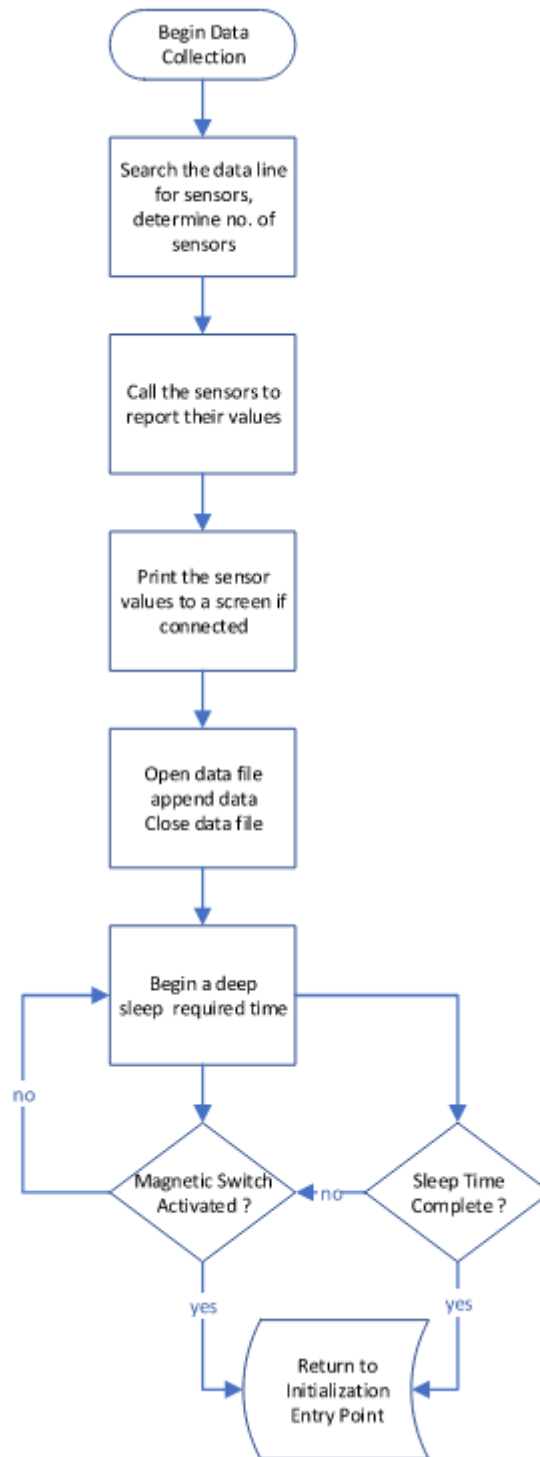 Begin Data
Collection
Search the data line
for sensors,
determine no. of
sensors
Call the sensors to
report their values
Print the sensor
values to a screen if
connected
Open data file
append data
Close data file
Begin a deep
sleep required time
no
Magnetic Switch
Activated ?
no
Sleep Time
Complete ?
yes
yes
Return to
Initialization
Entry Point